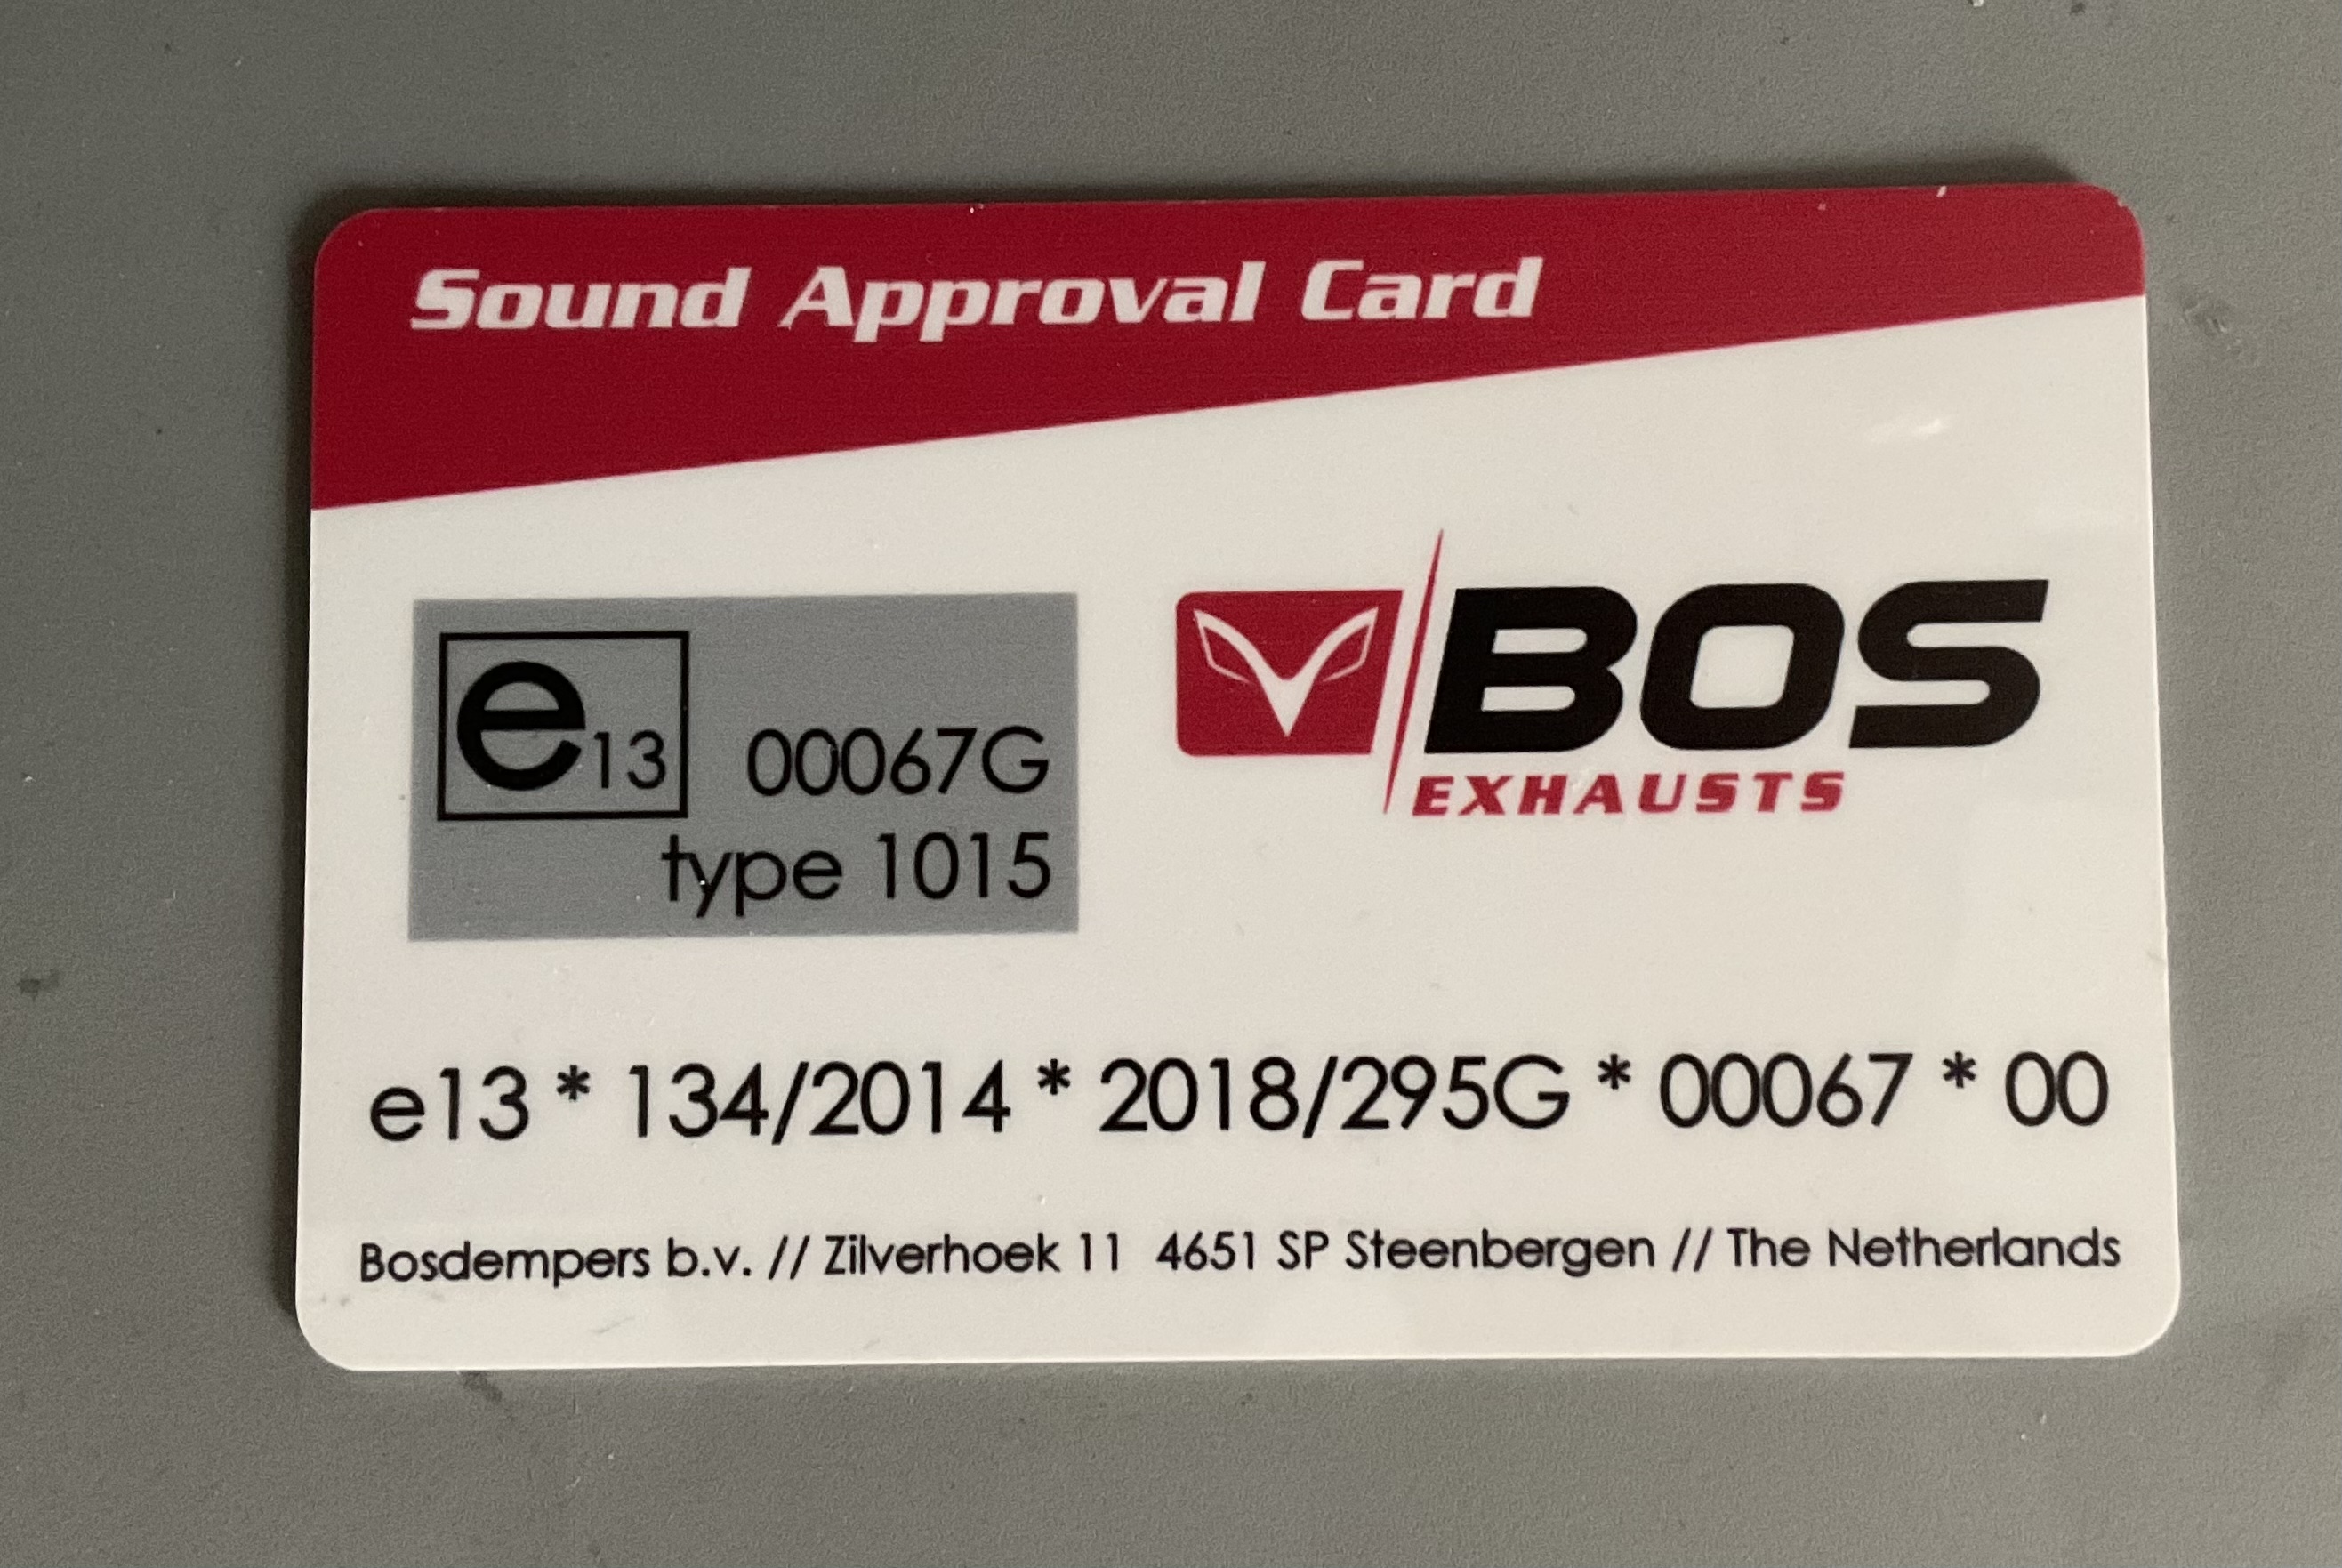 Sound Approval Card
e13 00067G
type 1015
BOS
EXHAUSTS
e13 * 134/2014 * 2018/295G * 00067 * 00
Bosdempers b.v. // Zilverhoek 11 4651 SP Steenbergen // The Netherlands